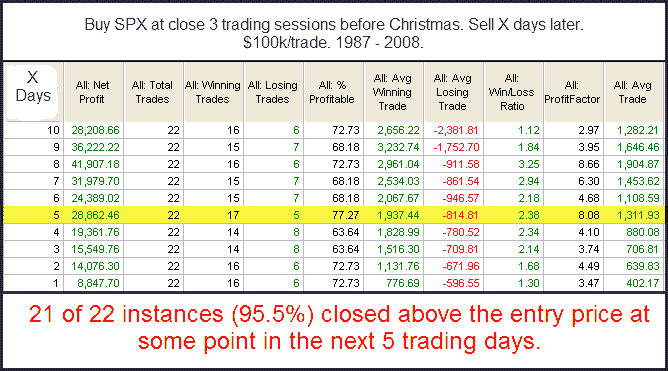 Buy SPX at close 3 trading sessions before Christmas. Sell X days later.
$100k/trade. 1987 - 2008.
X Days All: Net Profit All: Total Trades All: Winning Trades All: Losing Trades All: % Profitable All: Avg Winning Trade All: Avg Losing Trade All: Win/Loss Ratio All: ProfitFactor All: Avg Trade
10 28,208.66 22 16 6 72.73 2,656.22 -2,381.81 1.12 2.97 1,282.21
9 36,222.22 22 15 7 68.18 3,232.74 -1,752.70 1.84 3.95 1,646.46
8 41,907.18 22 16 6 72.73 2,961.04 -911.58 3.25 8.66 1,904.87
7 31,979.70 22 15 7 68.18 2,534.03 -861.54 2.94 6.30 1,453.62
6 24,389.02 22 15 7 68.18 2,067.67 -946.57 2.18 4.68 1,108.59
5 28,862.46 22 17 5 77.27 1,937.44 -814.81 2.38 8.08 1,311.93
4 19,361.76 22 14 8 63.64 1,828.99 -780.52 2.34 4.10 880.08
3 15,549.76 22 14 8 63.64 1,516.30 -709.81 2.14 3.74 706.81
2 14,076.30 22 16 6 72.73 1,131.76 -671.96 1.68 4.49 639.83
1 8,847.70 22 16 6 72.73 776.69 -596.55 1.30 3.47 402.17
21 of 22 instances (95.5%) closed above the entry price at
some point in the next 5 trading days.